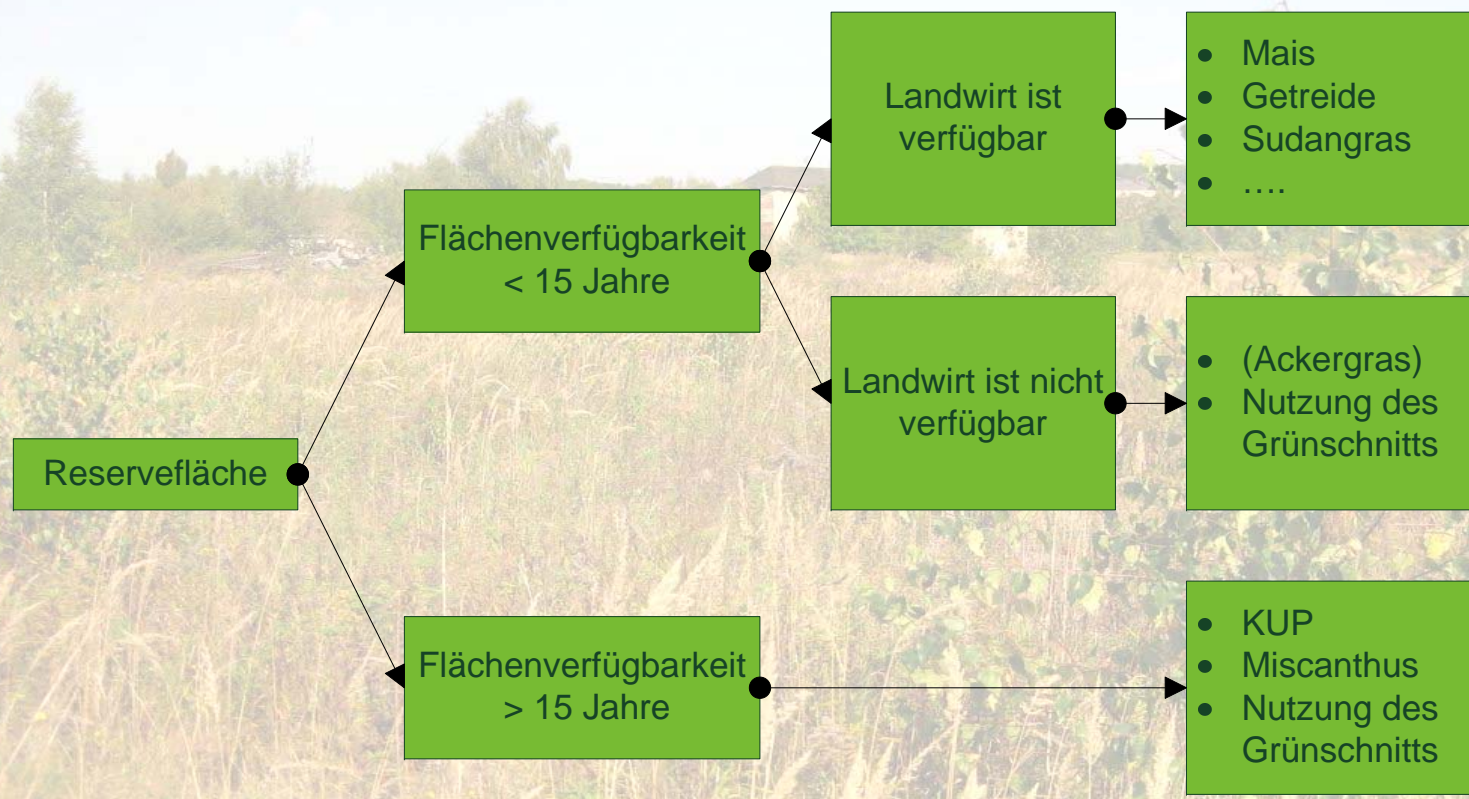 Reservefläche
Flächenverfügbarkeit
< 15 Jahre
Landwirt ist
verfügbar
• Mais
• Getreide
• Sudangras
• ….
Landwirt ist nicht
verfügbar
• (Ackergras)
• Nutzung des
Grünschnitts
Flächenverfügbarkeit
> 15 Jahre
• KUP
• Miscanthus
• Nutzung des
Grünschnitts